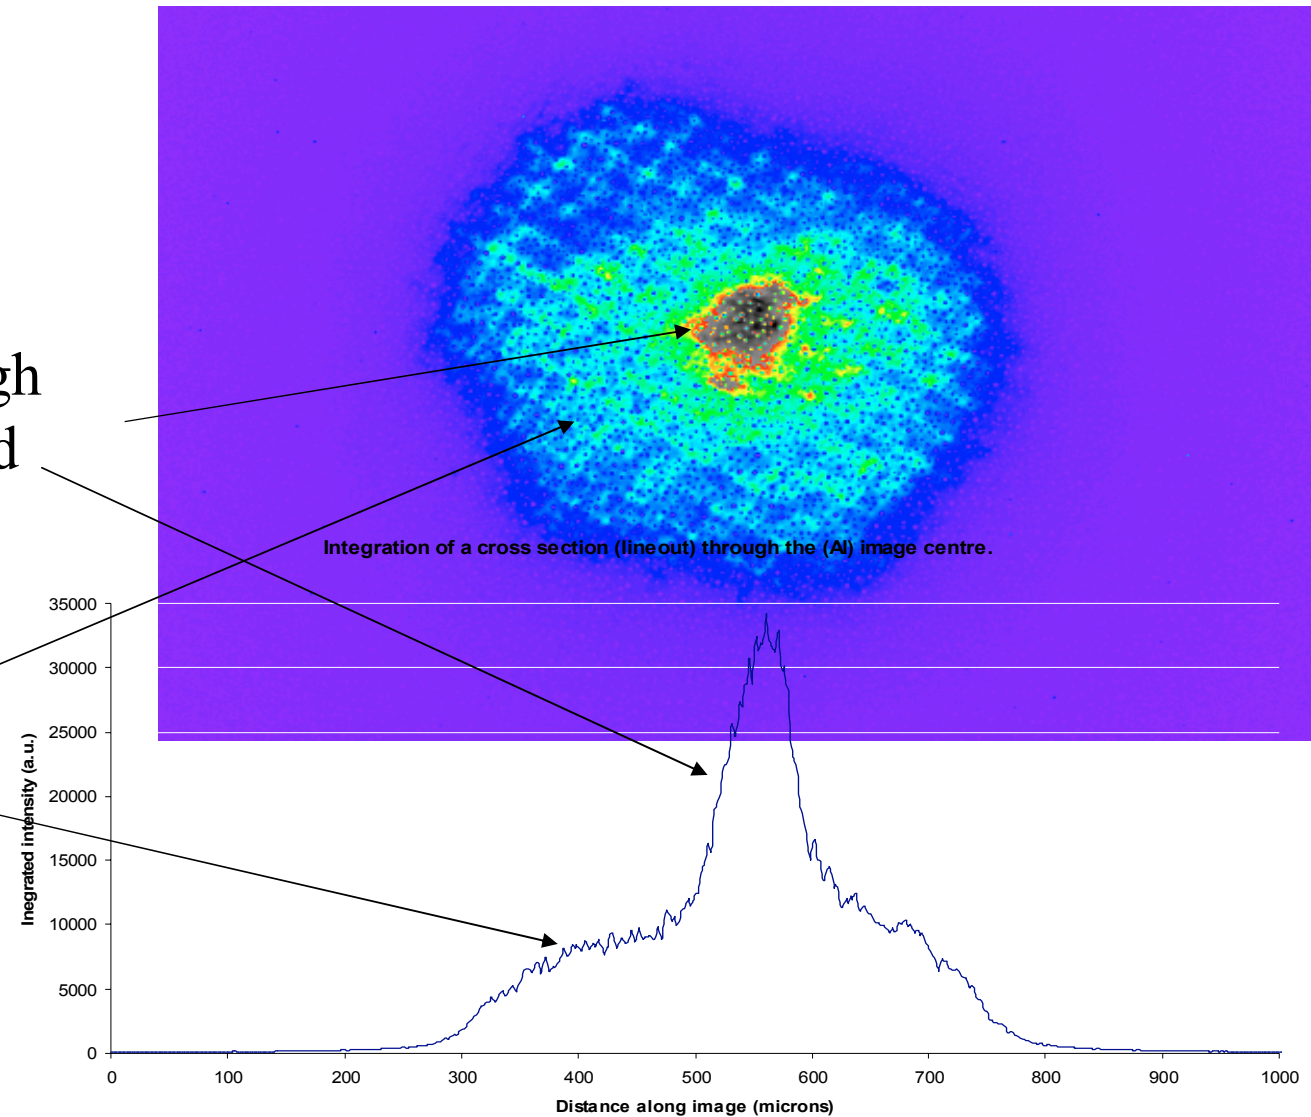 gh
d
Integration of a cross section (lineout) through the (Al) image centre.
35000
30000
25000
20000
15000
10000
5000
0
Inegrated intensity (a.u.)
0 100 200 300 400 500 600 700 800 900 1000
Distance along image (microns)